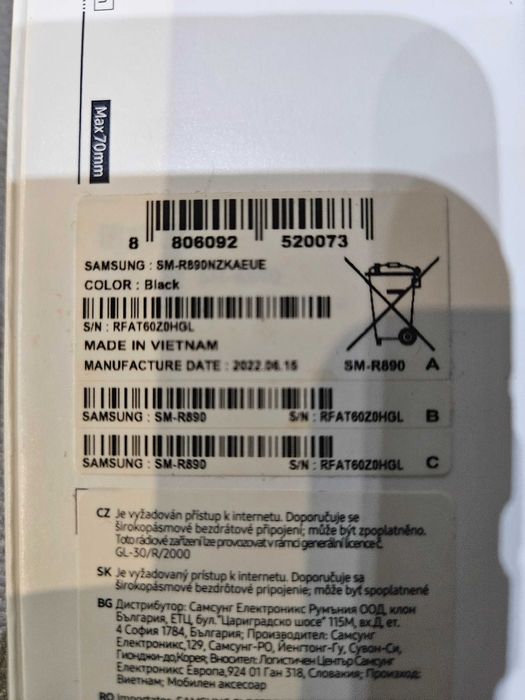 Max70mm
8 806092 520073
SAMSUNG : SM-R890NZKAEUE
COLOR : Black
S/N : RFAT60Z0HGL
MADE IN VIETNAM
MANUFACTURE DATE : 2022.06.15
SM-R890 A
SAMSUNG : SM-R890 S/N : RFAT60Z0HGL B
SAMSUNG : SM-R890 S/N : RFAT60Z0HGL C
CZ Je vyžadován přístup k internetu. Doporučuje se
širokopásmové bezdrátové připojení; může být zpoplatněno.
Toto rádiové zařízení lze provozovat v rámci generální licence č.
GL-30/R/2000
SK Je vyžadovaný prístup k internetu. Doporučuje sa
širokopásmové bezdrôtové pripojenie; môže byť spoplatnené
BG Дистрибутор: Самсунг Електроникс Румъния ООД, клон
България, ЕТЦ, бул."Цариградско шосе" 115М, вх.Д, ет.
4 София 1784, България; Производител: Самсунг
Електроникс,129, Самсунг-РО, Йенгтонг-Гу, Сувон-Си,
Гионджи-до,Корея; Вносител: Логистичен Център Самсунг
Електроникс Европа,924 01 Ган 318, Словакия; Произход:
Виетнам; Мобилен аксесоар
RO Importator: